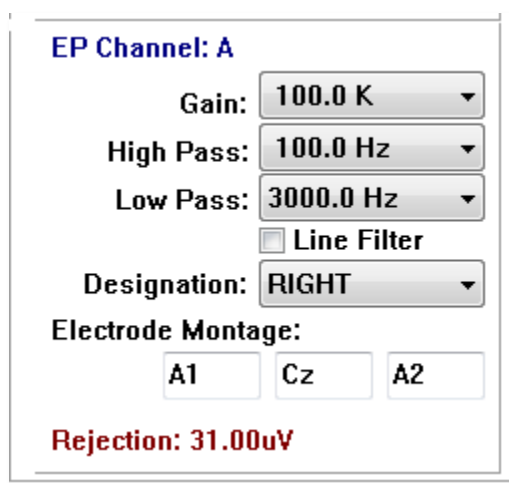 EP Channel: A
Gain: 100.0 K
High Pass: 100.0 Hz
Low Pass: 3000.0 Hz
Line Filter
Designation: RIGHT
Electrode Montage:
A1 Cz A2
Rejection: 31.00uV